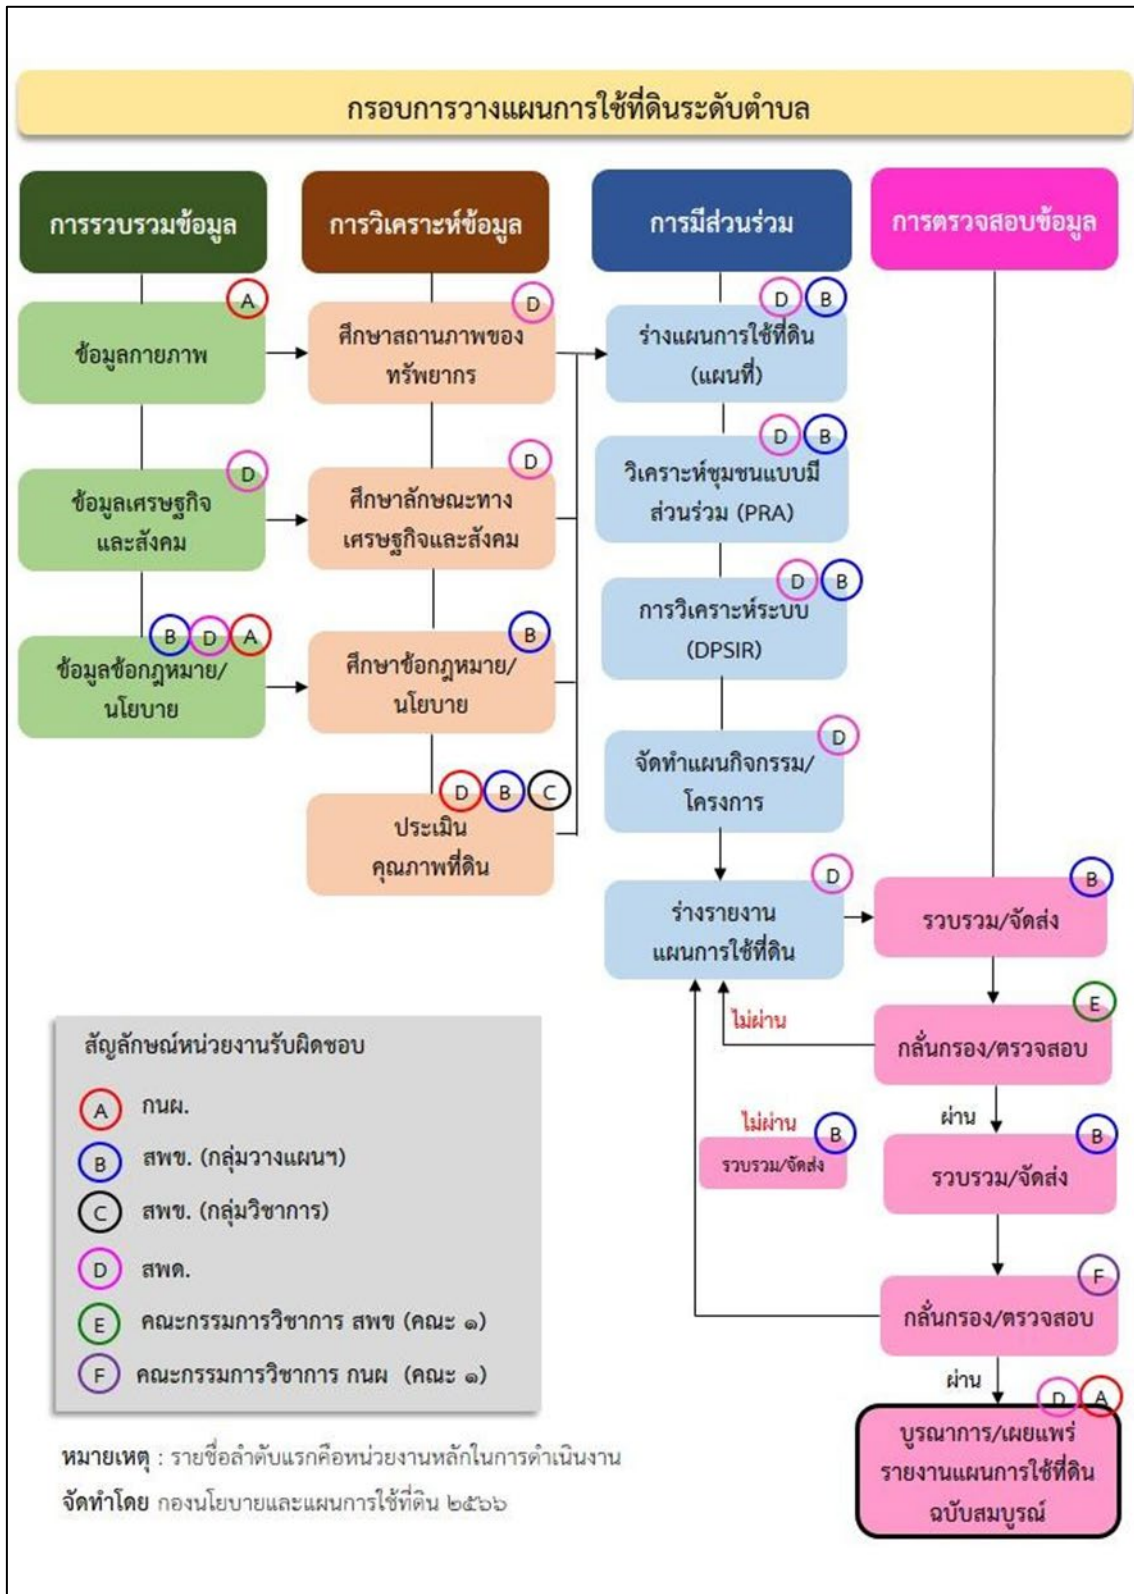 กรอบการวางแผนการใช้ที่ดินระดับตำบล
การรวบรวมข้อมูล
A
ข้อมูลกายภาพ
D
ข้อมูลเศรษฐกิจ
และสังคม
B D A
ข้อมูลข้อกฎหมาย/
นโยบาย
การวิเคราะห์ข้อมูล
D
ศึกษาสถานภาพของ
ทรัพยากร
D
ศึกษาลักษณะทาง
เศรษฐกิจและสังคม
B
ศึกษาข้อกฎหมาย/
นโยบาย
D B C
ประเมิน
คุณภาพที่ดิน
การมีส่วนร่วม
D B
ร่างแผนการใช้ที่ดิน
(แผนที่)
D B
วิเคราะห์ชุมชนแบบมี
ส่วนร่วม (PRA)
D B
การวิเคราะห์ระบบ
(DPSIR)
D
จัดทำแผนกิจกรรม/
โครงการ
D
ร่างรายงาน
แผนการใช้ที่ดิน
การตรวจสอบข้อมูล
B
รวบรวม/จัดส่ง
E
กลั่นกรอง/ตรวจสอบ
ไม่ผ่าน
ผ่าน
B
รวบรวม/จัดส่ง
ไม่ผ่าน
B
รวบรวม/จัดส่ง
F
กลั่นกรอง/ตรวจสอบ
ผ่าน
D A
บูรณาการ/เผยแพร่
รายงานแผนการใช้ที่ดิน
ฉบับสมบูรณ์
สัญลักษณ์หน่วยงานรับผิดชอบ
A กนผ.
B สพข. (กลุ่มวางแผนฯ)
C สพข. (กลุ่มวิชาการ)
D สพด.
E คณะกรรมการวิชาการ สพข (คณะ ๑)
F คณะกรรมการวิชาการ กนผ (คณะ ๑)
หมายเหตุ : รายชื่อลำดับแรกคือหน่วยงานหลักในการดำเนินงาน
จัดทำโดย กองนโยบายและแผนการใช้ที่ดิน ๒๕๖๖